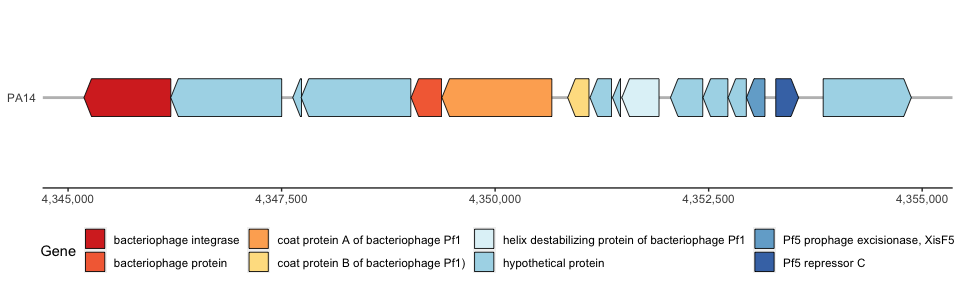 PA14
4,345,000 4,347,500 4,350,000 4,352,500 4,355,000
Gene
bacteriophage integrase coat protein A of bacteriophage Pf1 helix destabilizing protein of bacteriophage Pf1 Pf5 prophage excisionase, XisF5
bacteriophage protein coat protein B of bacteriophage Pf1) hypothetical protein Pf5 repressor C